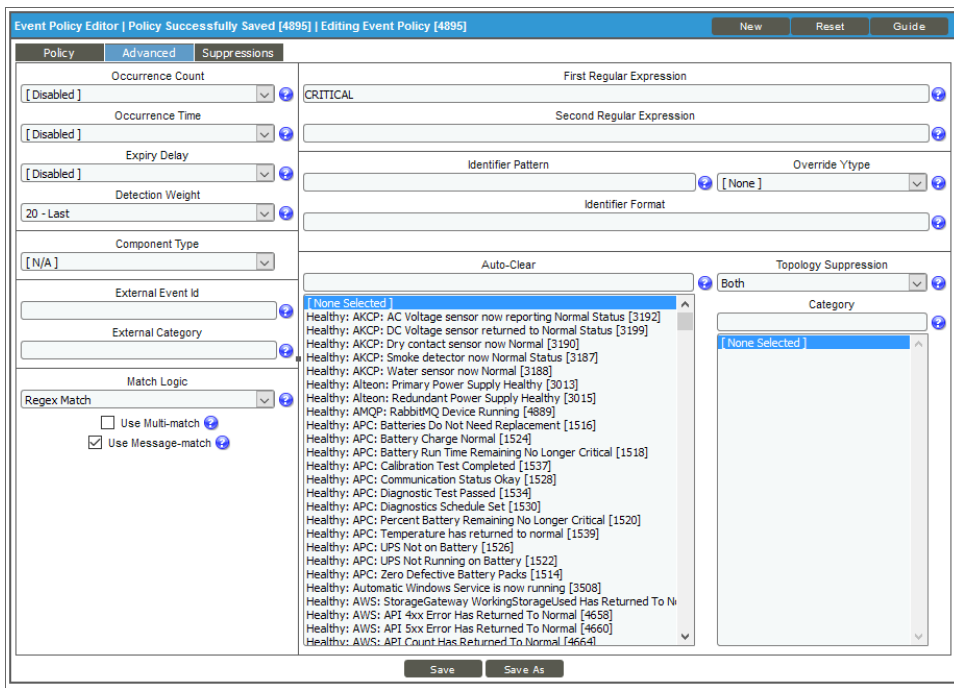 Event Policy Editor | Policy Successfully Saved [4895] | Editing Event Policy [4895]
New
Reset
Guide
Policy
Advanced
Suppressions
Occurrence Count
[ Disabled ]
Occurrence Time
[ Disabled ]
Expiry Delay
[ Disabled ]
Detection Weight
20 - Last
Component Type
[ N/A ]
External Event Id
External Category
Match Logic
Regex Match
Use Multi-match
Use Message-match
First Regular Expression
CRITICAL
Second Regular Expression
Identifier Pattern
Override Ytype
[ None ]
Identifier Format
Auto-Clear
[ None Selected ]
Healthy: AKCP: AC Voltage sensor now reporting Normal Status [3192]
Healthy: AKCP: DC Voltage sensor returned to Normal Status [3199]
Healthy: AKCP: Dry contact sensor now Normal [3190]
Healthy: AKCP: Smoke detector now Normal Status [3187]
Healthy: AKCP: Water sensor now Normal [3188]
Healthy: Alteon: Primary Power Supply Healthy [3013]
Healthy: Alteon: Redundant Power Supply Healthy [3015]
Healthy: AMQP: RabbitMQ Device Running [4889]
Healthy: APC: Batteries Do Not Need Replacement [1516]
Healthy: APC: Battery Charge Normal [1524]
Healthy: APC: Battery Run Time Remaining No Longer Critical [1518]
Healthy: APC: Calibration Test Completed [1537]
Healthy: APC: Communication Status Okay [1528]
Healthy: APC: Diagnostic Test Passed [1534]
Healthy: APC: Diagnostics Schedule Set [1530]
Healthy: APC: Percent Battery Remaining No Longer Critical [1520]
Healthy: APC: Temperature has returned to normal [1539]
Healthy: APC: UPS Not on Battery [1526]
Healthy: APC: UPS Not Running on Battery [1522]
Healthy: APC: Zero Defective Battery Packs [1514]
Healthy: Automatic Windows Service is now running [3508]
Healthy: AWS: StorageGateway WorkingStorageUsed Has Returned To N
Healthy: AWS: API 4xx Error Has Returned To Normal [4658]
Healthy: AWS: API 5xx Error Has Returned To Normal [4660]
Healthy: AWS: API Count Has Returned To Normal [4664]
Topology Suppression
Both
Category
[ None Selected ]
Save
Save As